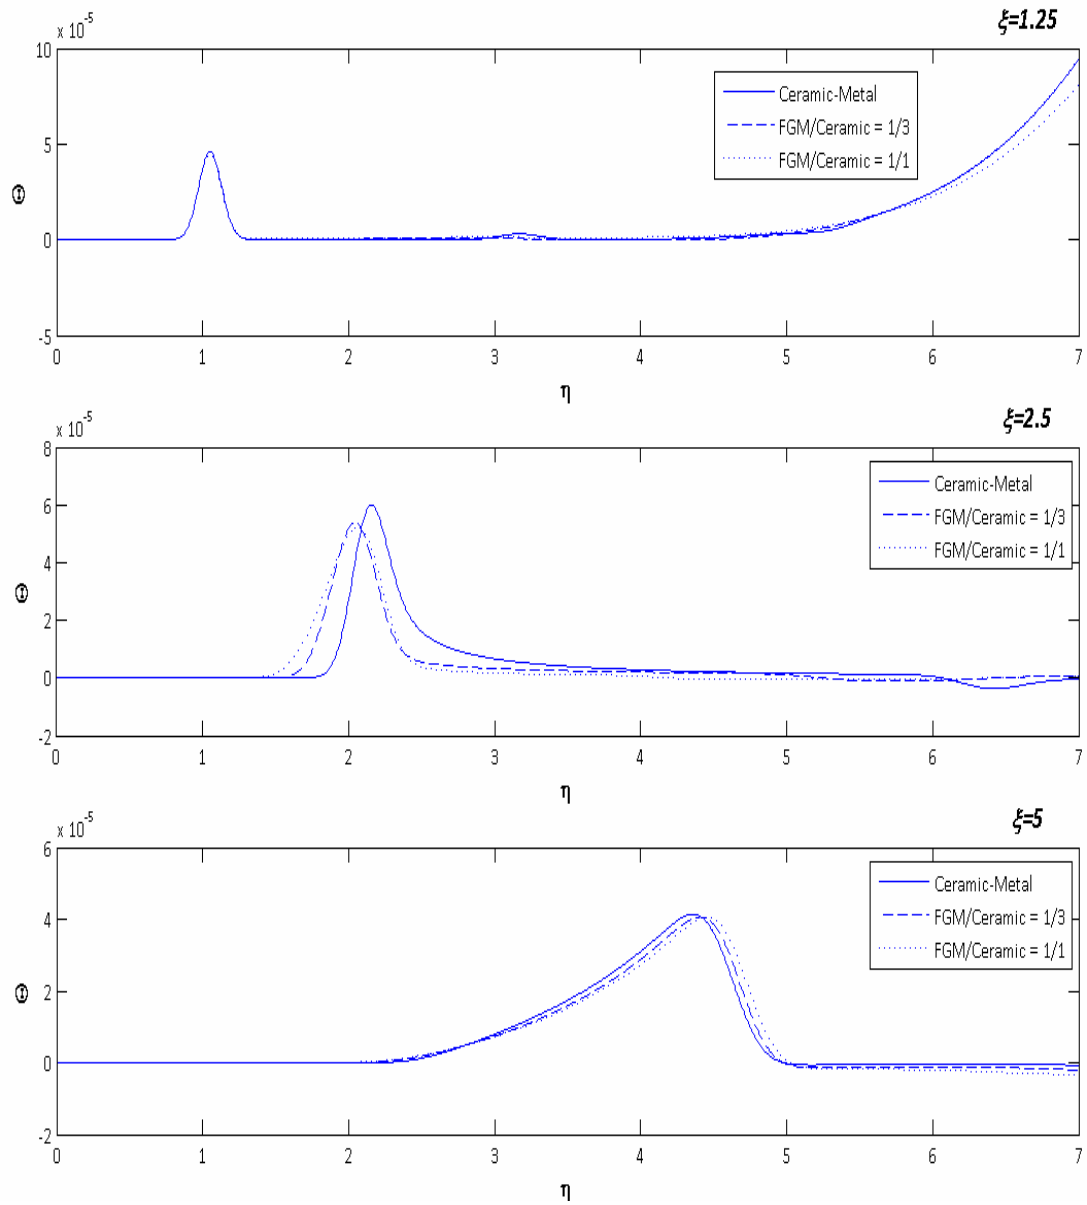 x 10-5
ξ=1.25
10
5
0
-5
Θ
Ceramic-Metal
FGM/Ceramic = 1/3
FGM/Ceramic = 1/1
0 1 2 3 4 5 6 7
η
x 10-5
ξ=2.5
8
6
4
2
0
-2
Θ
Ceramic-Metal
FGM/Ceramic = 1/3
FGM/Ceramic = 1/1
0 1 2 3 4 5 6 7
η
x 10-5
ξ=5
6
4
2
0
-2
Θ
Ceramic-Metal
FGM/Ceramic = 1/3
FGM/Ceramic = 1/1
0 1 2 3 4 5 6 7
η